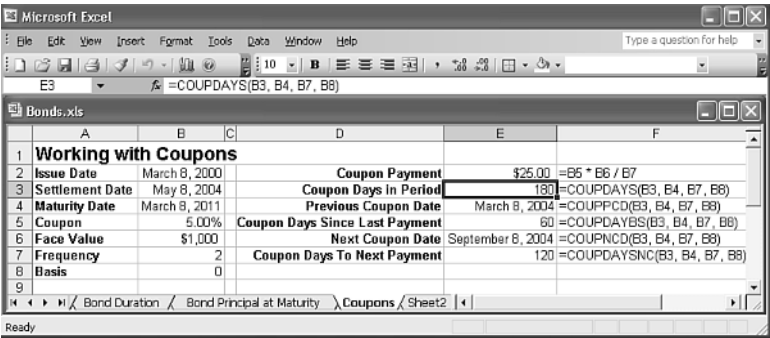 Microsoft Excel
File Edit View Insert Format Tools Data Window Help Type a question for help
10 B
E3 fx =COUPDAYS(B3, B4, B7, B8)
Bonds.xls
A B C D E F
1 Working with Coupons
2 Issue Date March 8, 2000 Coupon Payment $25.00 =B5 * B6 / B7
3 Settlement Date May 8, 2004 Coupon Days in Period 180 =COUPDAYS(B3, B4, B7, B8)
4 Maturity Date March 8, 2011 Previous Coupon Date March 8, 2004 =COUPPCD(B3, B4, B7, B8)
5 Coupon 5.00% Coupon Days Since Last Payment 60 =COUPDAYBS(B3, B4, B7, B8)
6 Face Value $1,000 Next Coupon Date September 8, 2004 =COUPNCD(B3, B4, B7, B8)
7 Frequency 2 Coupon Days To Next Payment 120 =COUPDAYSNC(B3, B4, B7, B8)
8 Basis 0
9
Bond Duration / Bond Principal at Maturity \ Coupons / Sheet2
Ready